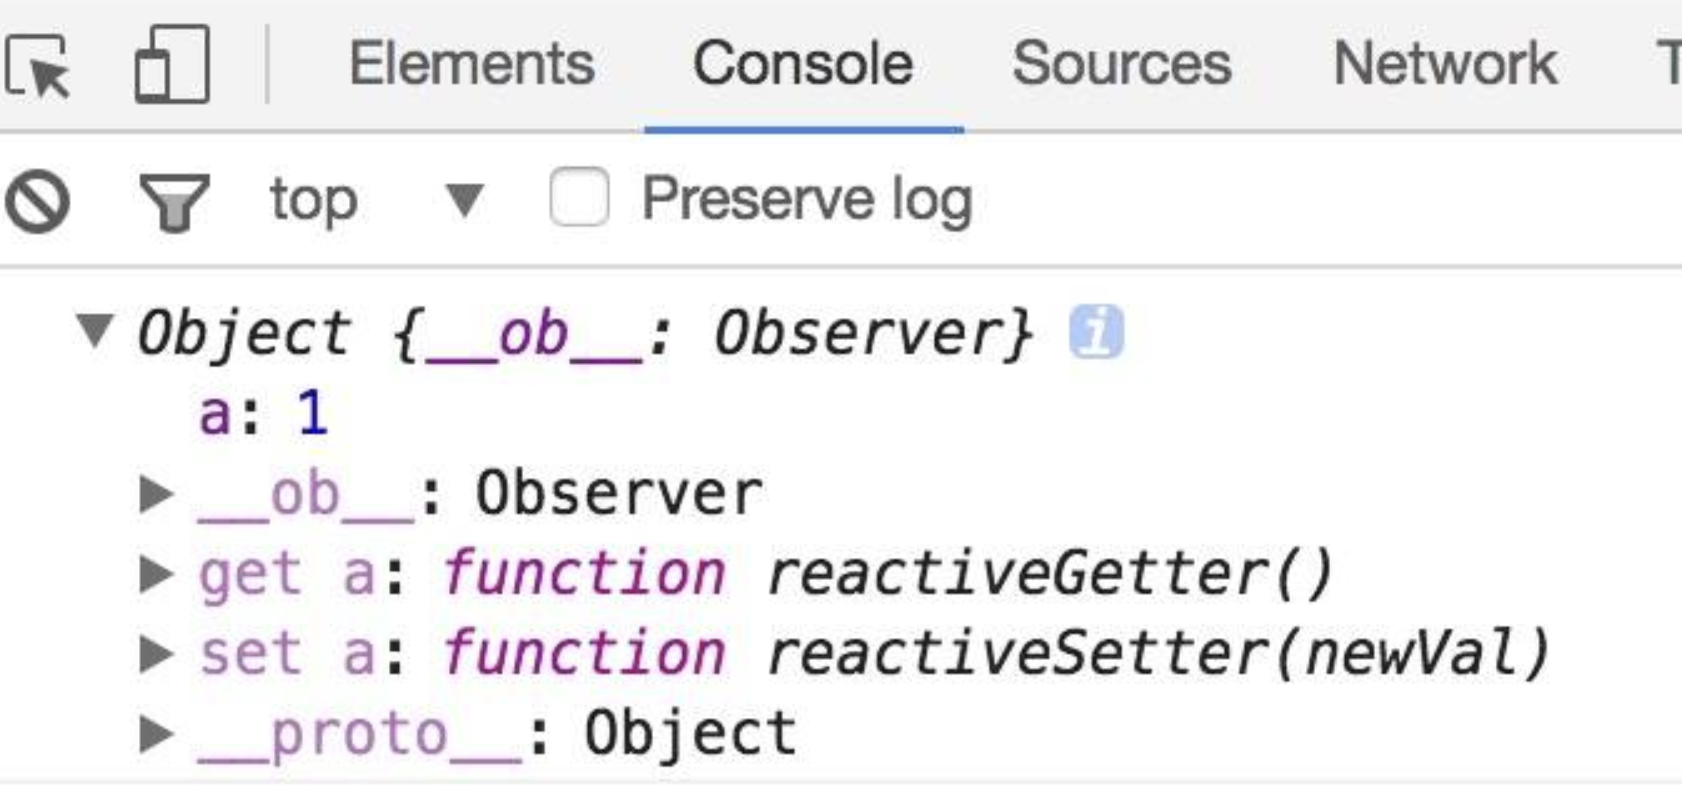 Elements Console Sources Network T
top Preserve log
Object {__ob__: Observer} i
a: 1
__ob__: Observer
get a: function reactiveGetter()
set a: function reactiveSetter(newVal)
__proto__: Object